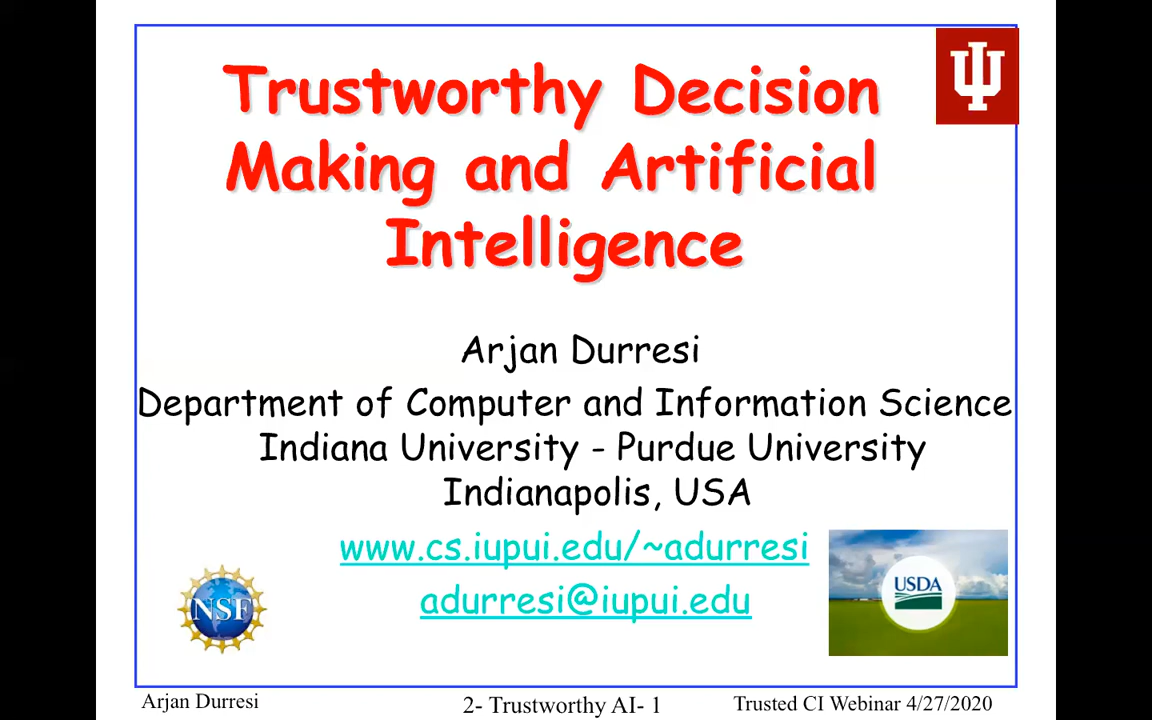 Trustworthy Decision
Making and Artificial
Intelligence
Arjan Durresi
Department of Computer and Information Science
Indiana University - Purdue University
Indianapolis, USA
www.cs.iupui.edu/~adurresi
adurresi@iupui.edu
NSF
USDA
Arjan Durresi
2- Trustworthy AI- 1
Trusted CI Webinar 4/27/2020